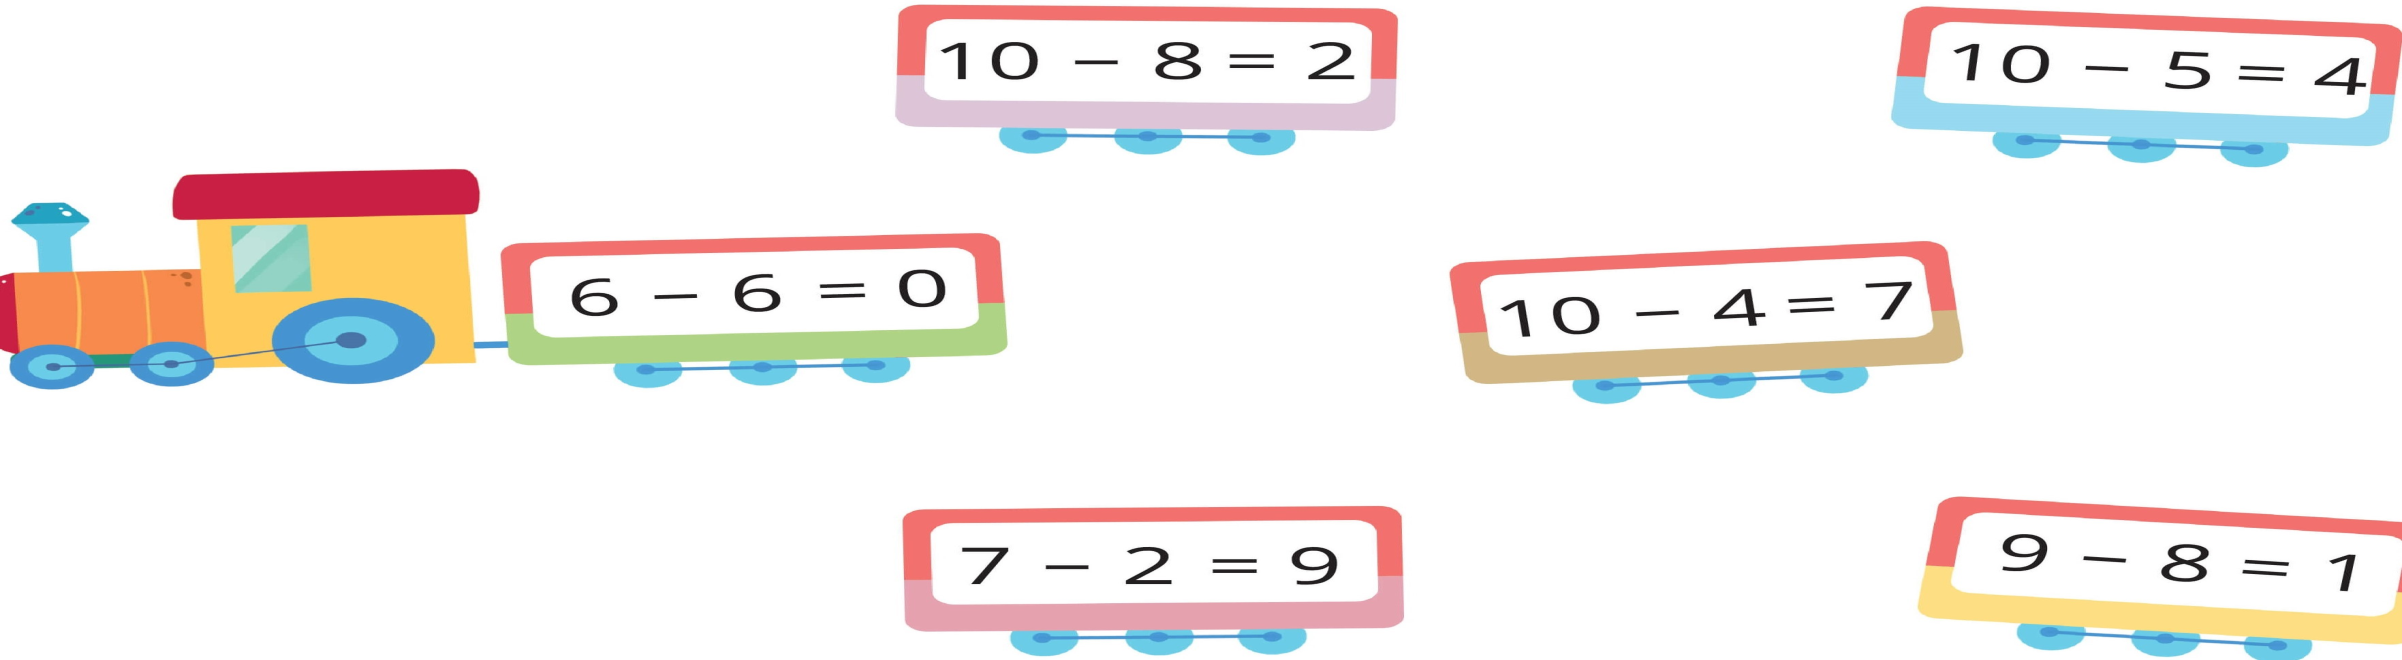 10 − 8 = 2
10 − 5 = 4
6 − 6 = 0
10 − 4 = 7
7 − 2 = 9
9 − 8 = 1